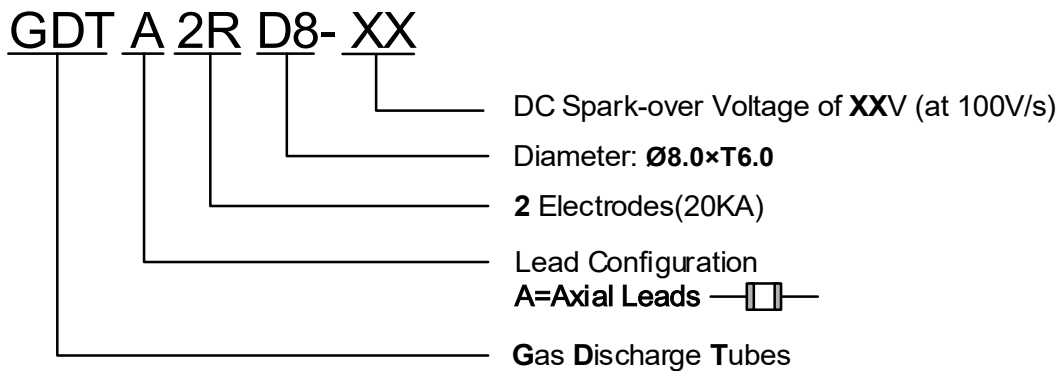 GDT A 2R D8- XX
DC Spark-over Voltage of XXV (at 100V/s)
Diameter: Ø8.0×T6.0
2 Electrodes(20KA)
Lead Configuration
A=Axial Leads
Gas Discharge Tubes